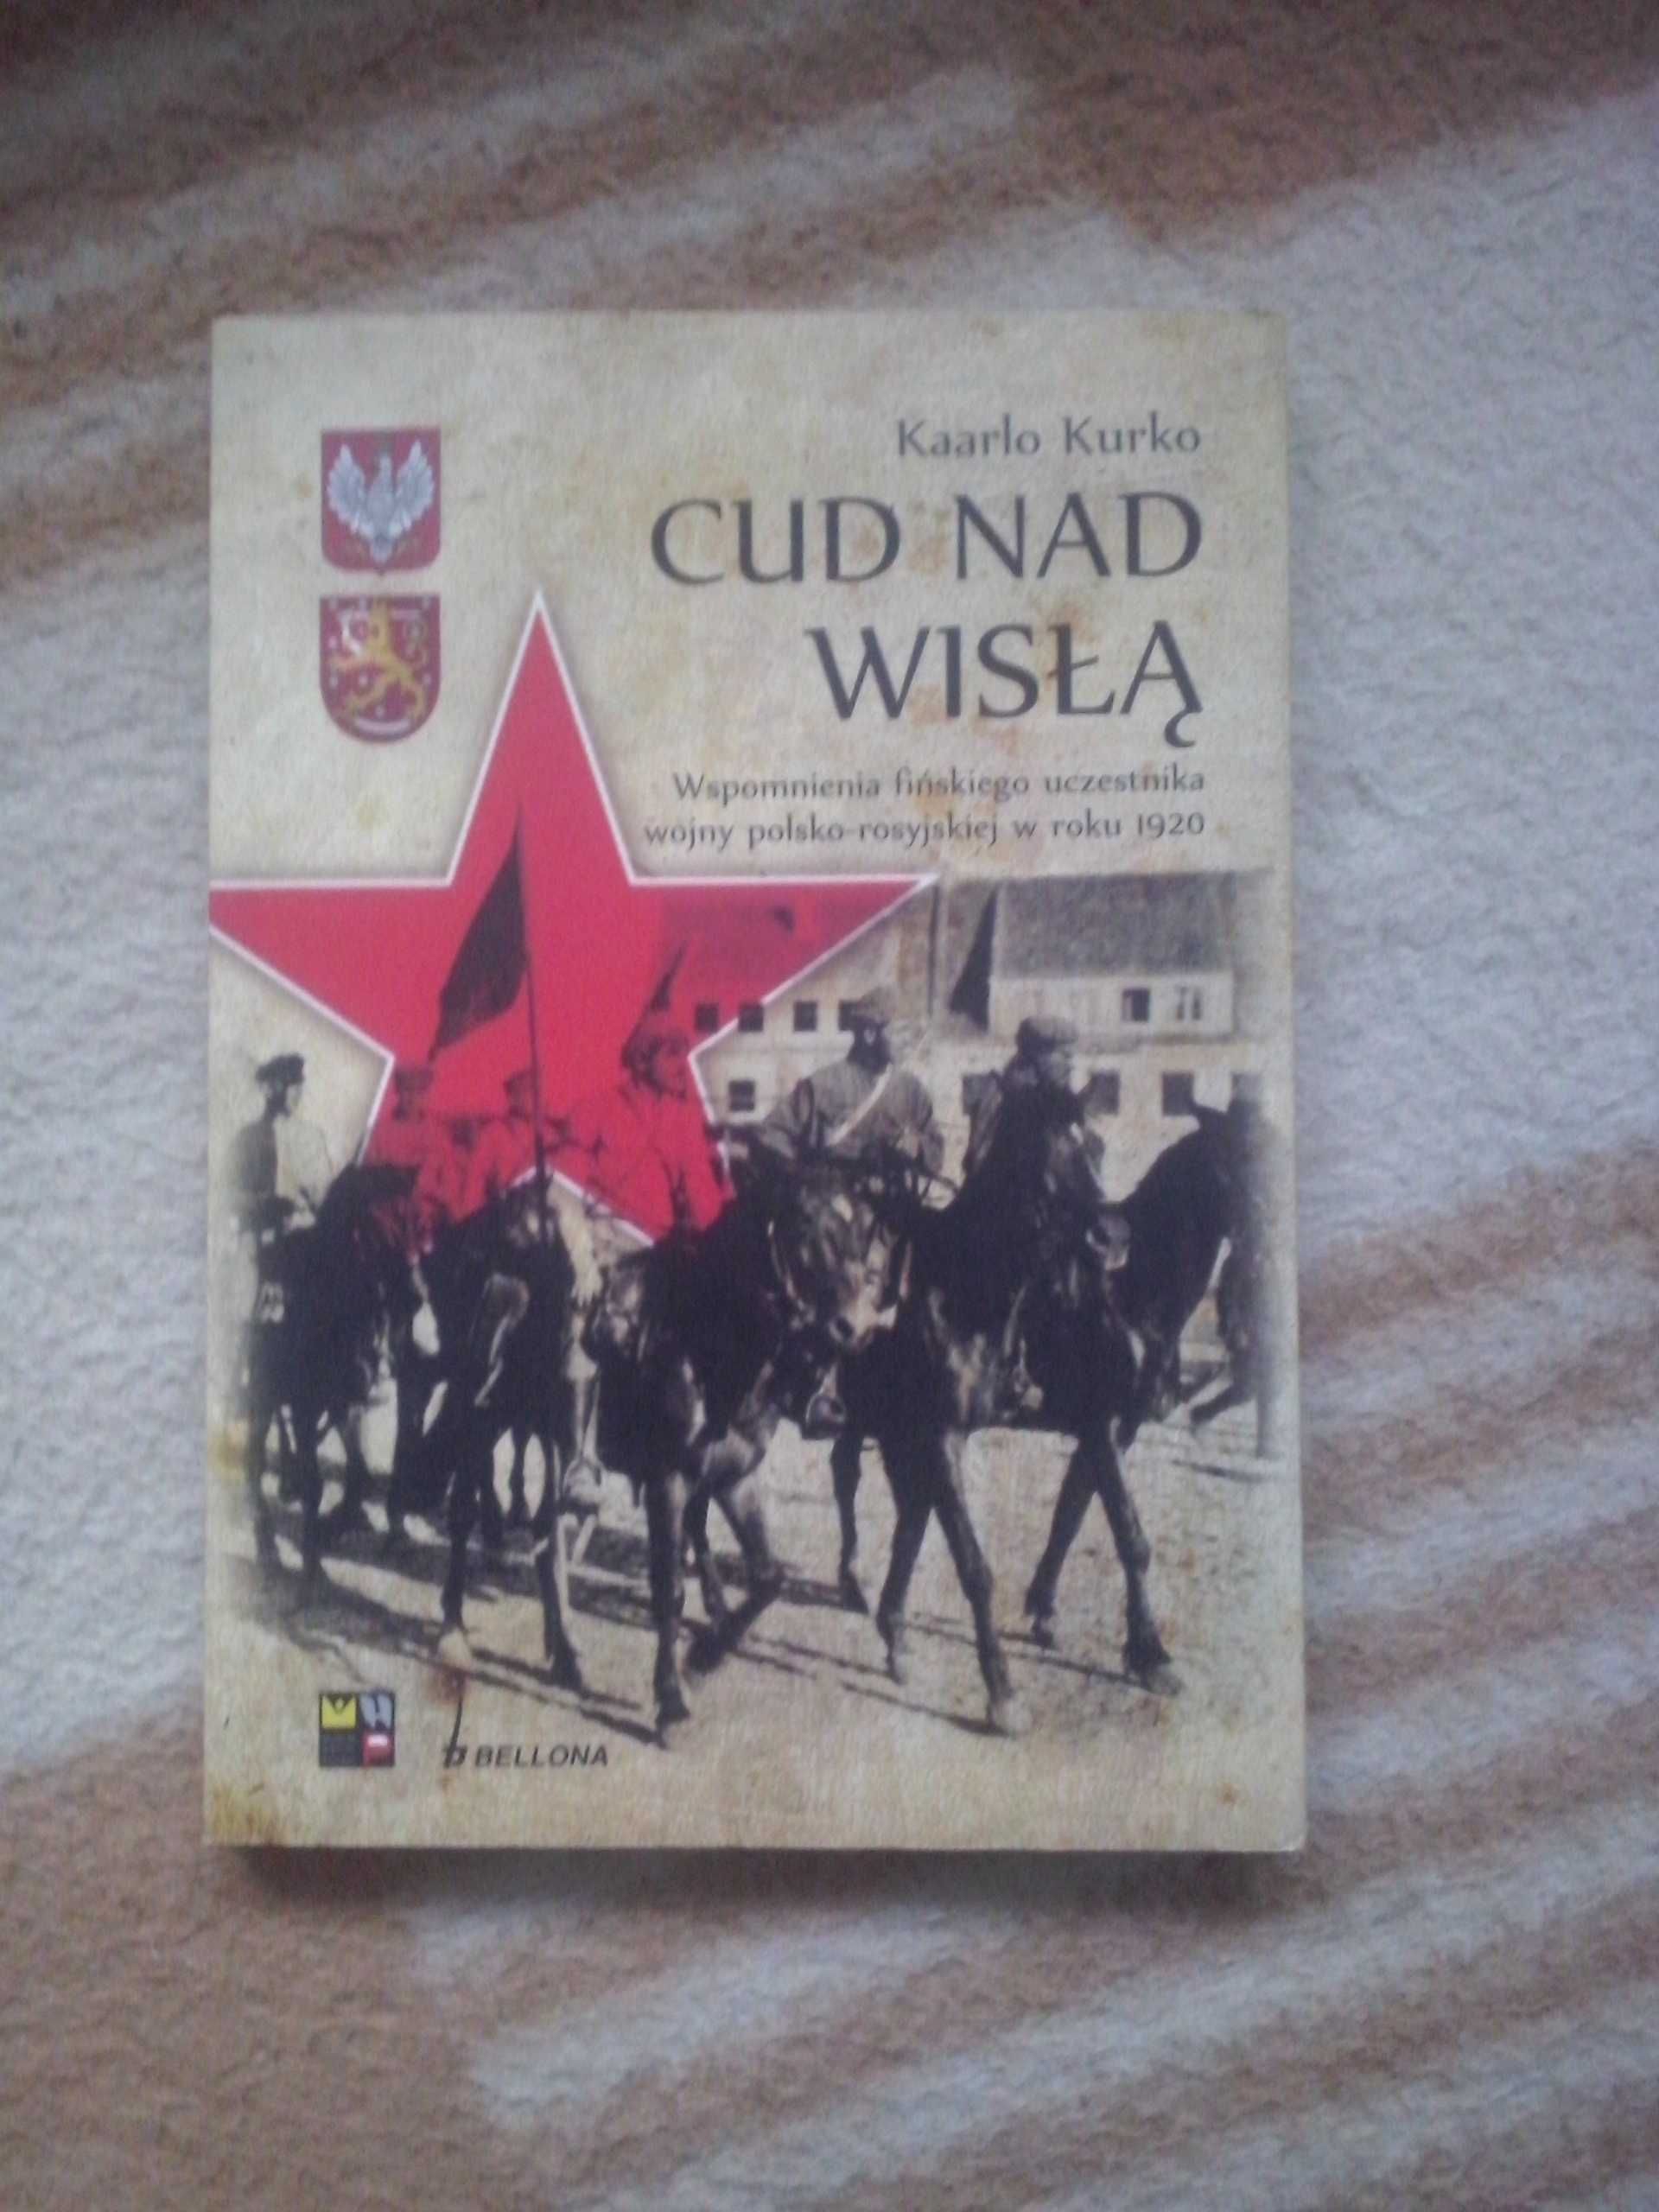 Kaarlo Kurko
CUD NAD
WISŁĄ
Wspomnienia fińskiego uczestnika
wojny polsko-rosyjskiej w roku 1920
BELLONA